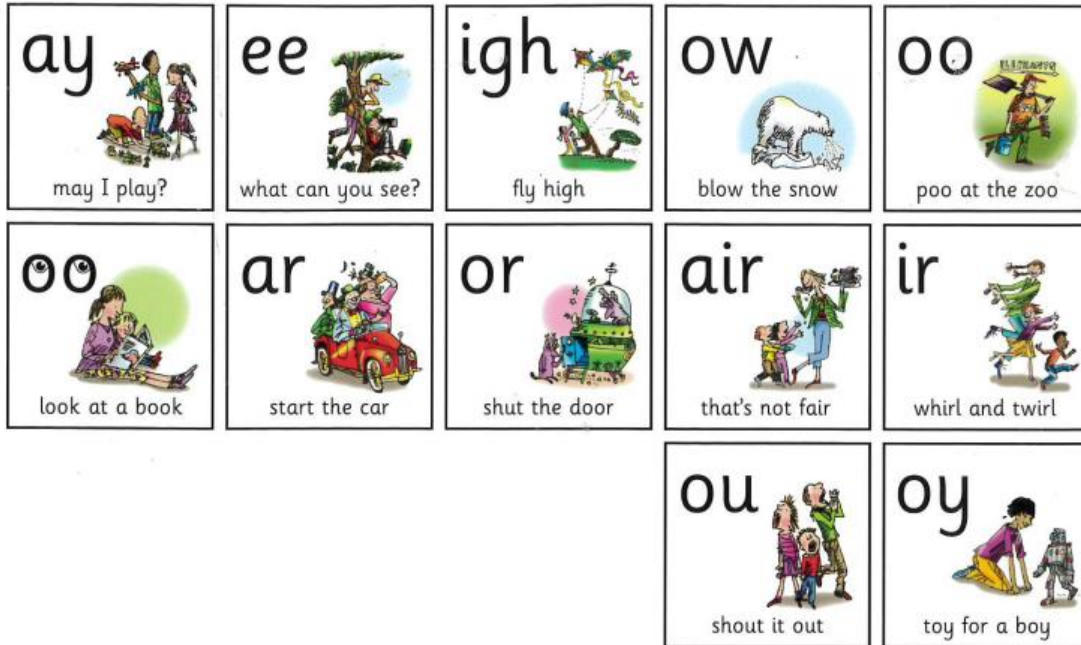 ay
may I play?
ee
what can you see?
igh
fly high
ow
blow the snow
oo
ELEPHANTS
poo at the zoo
oo
look at a book
ar
start the car
or
shut the door
air
that's not fair
ir
whirl and twirl
ou
shout it out
oy
toy for a boy